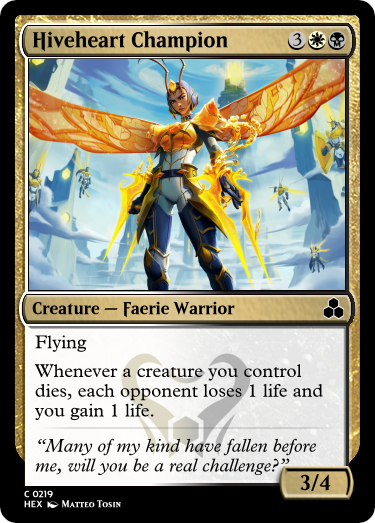 Hiveheart Champion 3
Creature — Faerie Warrior
Flying
Whenever a creature you control
dies, each opponent loses 1 life and
you gain 1 life.
“Many of my kind have fallen before
me, will you be a real challenge?”
3/4
C 0219
HEX Matteo Tosin